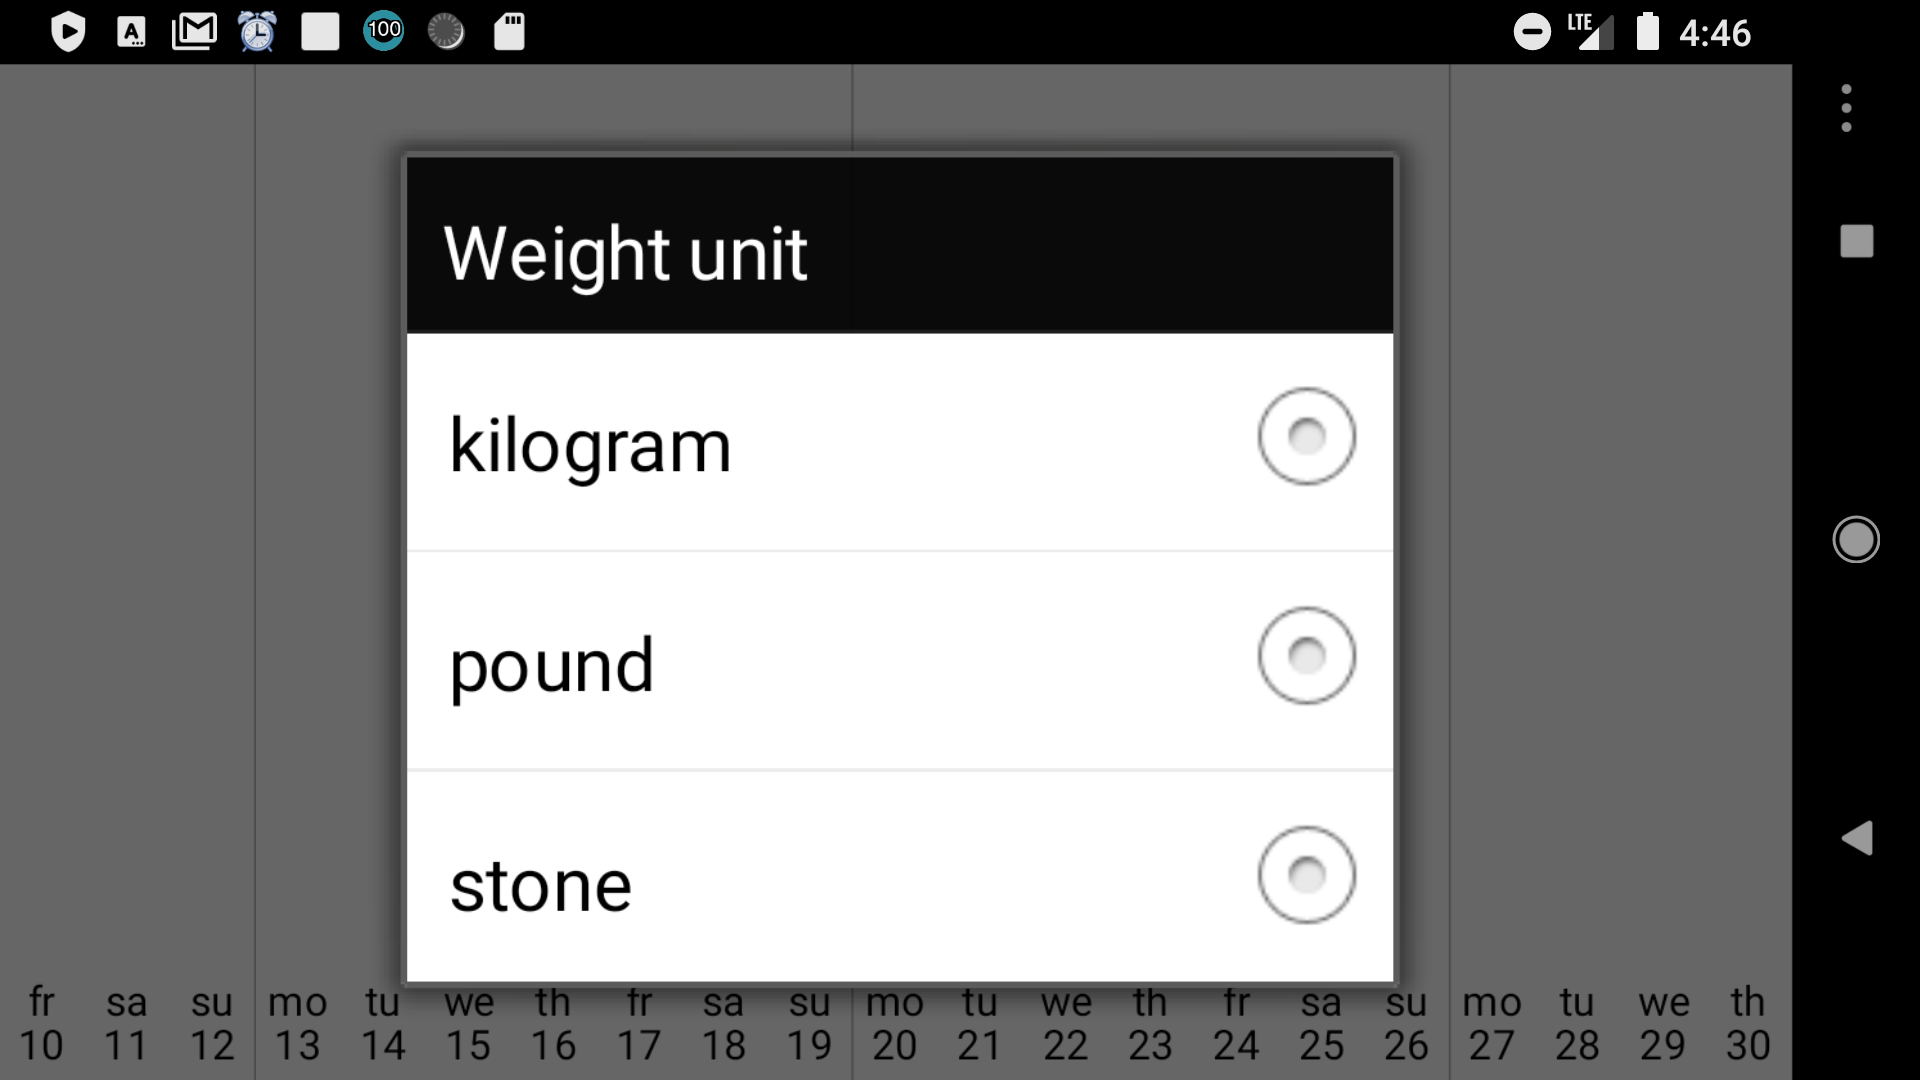 A 100 LTE 4:46
Weight unit
kilogram
pound
stone
fr sa su mo tu we th fr sa su mo tu we th fr sa su mo tu we th
10 11 12 13 14 15 16 17 18 19 20 21 22 23 24 25 26 27 28 29 30